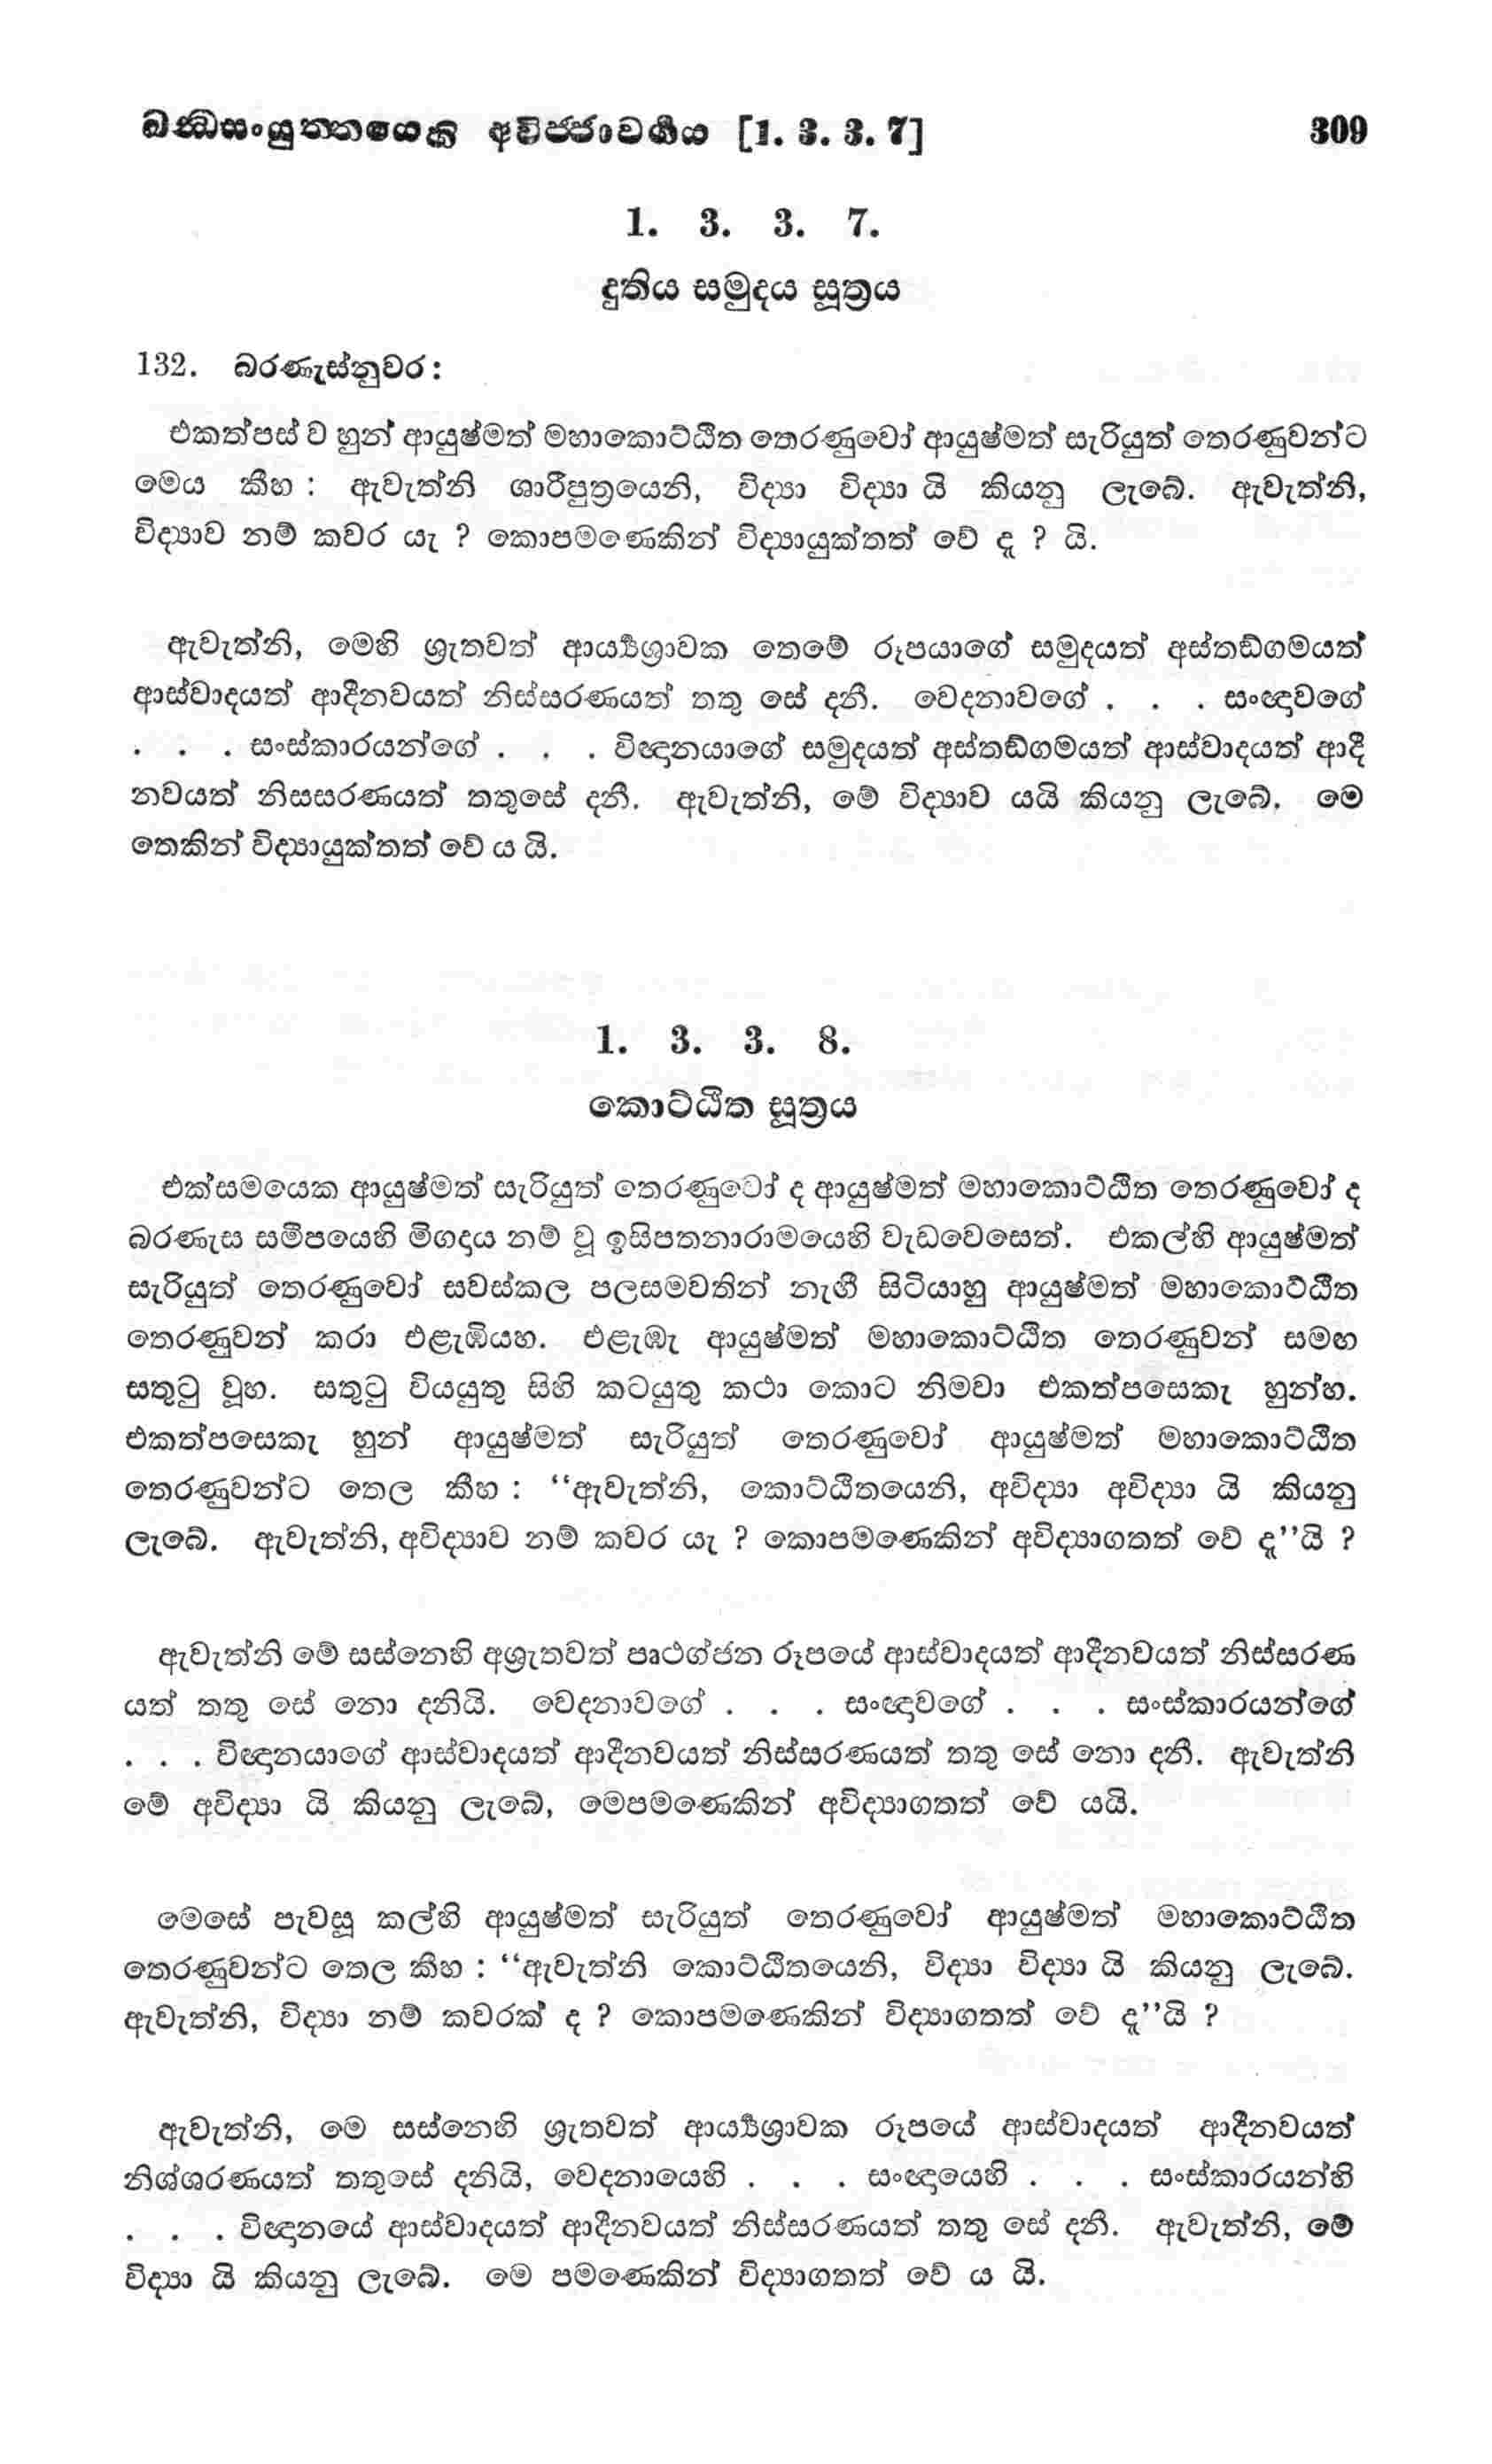 ඛන්ධසංයුත්තයෙහි අවිජ්ජාවර්‍ගය [1. 3. 3. 7] 309
1. 3. 3. 7.
දුතිය සමුදය සූත්‍රය
132. බරණැස්නුවර :
එකත්පස් ව හුන් ආයුෂ්මත් මහාකොට්ඨිත තෙරණුවෝ ආයුෂ්මත් සැරියුත් තෙරණුවන්ට
මෙය කීහ : ඇවැත්නි ශාරීපුත්‍රයෙනි, විද්‍යා විද්‍යා යි කියනු ලැබේ. ඇවැත්නි,
විද්‍යාව නම් කවර යැ ? කොපමණෙකින් විද්‍යායුක්තත් වේ දැ ? යි.
ඇවැත්නි, මෙහි ශ්‍රැතවත් ආර්‍ය්‍යශ්‍රාවක තෙමේ රූපයාගේ සමුදයත් අස්තඞ්ගමයත්
ආස්වාදයත් ආදීනවයත් නිස්සරණයත් තතු සේ දනී. වෙදනාවගේ . . . සංඥාවගේ
. . . සංස්කාරයන්ගේ . . . විඥානයාගේ සමුදයත් අස්තඞ්ගමයත් ආස්වාදයත් ආදී
නවයත් නිසසරණයත් තතුසේ දනී. ඇවැත්නි, මේ විද්‍යාව යයි කියනු ලැබේ. මෙ
තෙකින් විද්‍යායුක්තත් වේ ය යි.
1. 3. 3. 8.
කොට්ඨිත සූත්‍රය
එක්සමයෙක ආයුෂ්මත් සැරියුත් තෙරණුවෝ ද ආයුෂ්මත් මහාකොට්ඨිත තෙරණුවෝ ද
බරණැස සමීපයෙහි මිගදාය නම් වූ ඉසිපතනාරාමයෙහි වැඩවෙසෙත්. එකල්හි ආයුෂ්මත්
සැරියුත් තෙරණුවෝ සවස්කල පලසමවතින් නැඟී සිටියාහු ආයුෂ්මත් මහාකොට්ඨිත
තෙරණුවන් කරා එළැඹියහ. එළැඹැ ආයුෂ්මත් මහාකොට්ඨිත තෙරණුවන් සමඟ
සතුටු වූහ. සතුටු වියයුතු සිහි කටයුතු කථා කොට නිමවා එකත්පසෙකැ හුන්හ.
එකත්පසෙකැ හුන් ආයුෂ්මත් සැරියුත් තෙරණුවෝ ආයුෂ්මත් මහාකොට්ඨිත
තෙරණුවන්ට තෙල කීහ : “ඇවැත්නි, කොට්ඨිතයෙනි, අවිද්‍යා අවිද්‍යා යි කියනු
ලැබේ. ඇවැත්නි, අවිද්‍යාව නම් කවර යැ ? කොපමණෙකින් අවිද්‍යාගතත් වේ දැ”යි ?
ඇවැත්නි මේ සස්නෙහි අශ්‍රැතවත් පෘථග්ජන රූපයේ ආස්වාදයත් ආදීනවයත් නිස්සරණ
යත් තතු සේ නො දනියි. වෙදනාවගේ . . . සංඥාවගේ . . . සංස්කාරයන්ගේ
. . . විඥානයාගේ ආස්වාදයත් ආදීනවයත් නිස්සරණයත් තතු සේ නො දනී. ඇවැත්නි
මේ අවිද්‍යා යි කියනු ලැබේ, මෙපමණෙකින් අවිද්‍යාගතත් වේ යයි.
මෙසේ පැවසූ කල්හි ආයුෂ්මත් සැරියුත් තෙරණුවෝ ආයුෂ්මත් මහාකොට්ඨිත
තෙරණුවන්ට තෙල කීහ : “ඇවැත්නි කොට්ඨිතයෙනි, විද්‍යා විද්‍යා යි කියනු ලැබේ.
ඇවැත්නි, විද්‍යා නම් කවරක් ද ? කොපමණෙකින් විද්‍යාගතත් වේ දැ”යි ?
ඇවැත්නි, මෙ සස්නෙහි ශ්‍රැතවත් ආර්‍ය්‍යශ්‍රාවක රූපයේ ආස්වාදයත් ආදීනවයත්
නිශ්ශරණයත් තතුසේ දනියි, වෙදනායෙහි . . . සංඥායෙහි . . . සංස්කාරයන්හි
. . . විඥානයේ ආස්වාදයත් ආදීනවයත් නිස්සරණයත් තතු සේ දනී. ඇවැත්නි, මේ
විද්‍යා යි කියනු ලැබේ. මෙ පමණෙකින් විද්‍යාගතත් වේ ය යි.